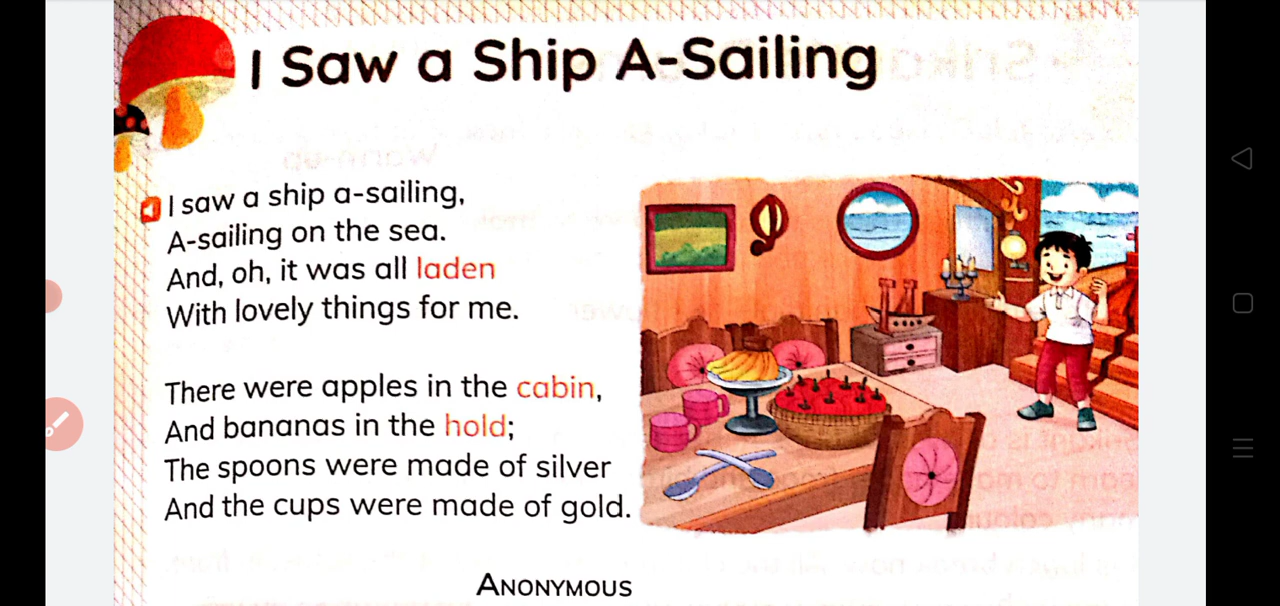 I Saw a Ship A-Sailing
I saw a ship a-sailing,
A-sailing on the sea.
And, oh, it was all laden
With lovely things for me.
There were apples in the cabin,
And bananas in the hold;
The spoons were made of silver
And the cups were made of gold.
ANONYMOUS